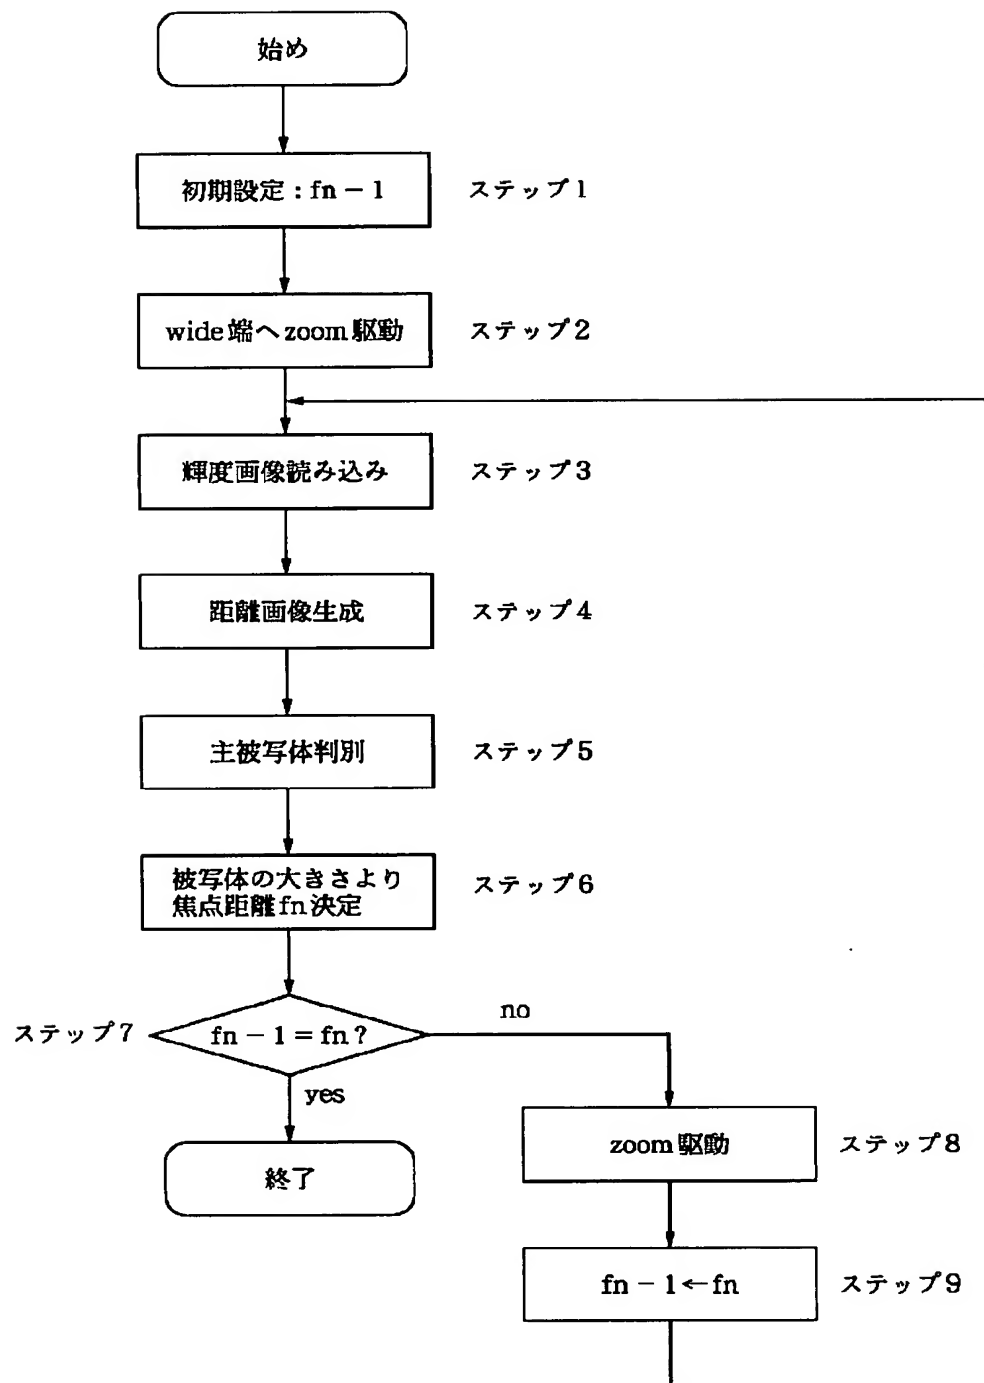 始め
初期設定：fn－1
ステップ1
wide端へzoom駆動
ステップ2
輝度画像読み込み
ステップ3
距離画像生成
ステップ4
主被写体判別
ステップ5
被写体の大きさより
焦点距離fn決定
ステップ6
ステップ7
fn－1＝fn？
no
yes
終了
zoom駆動
ステップ8
fn－1←fn
ステップ9